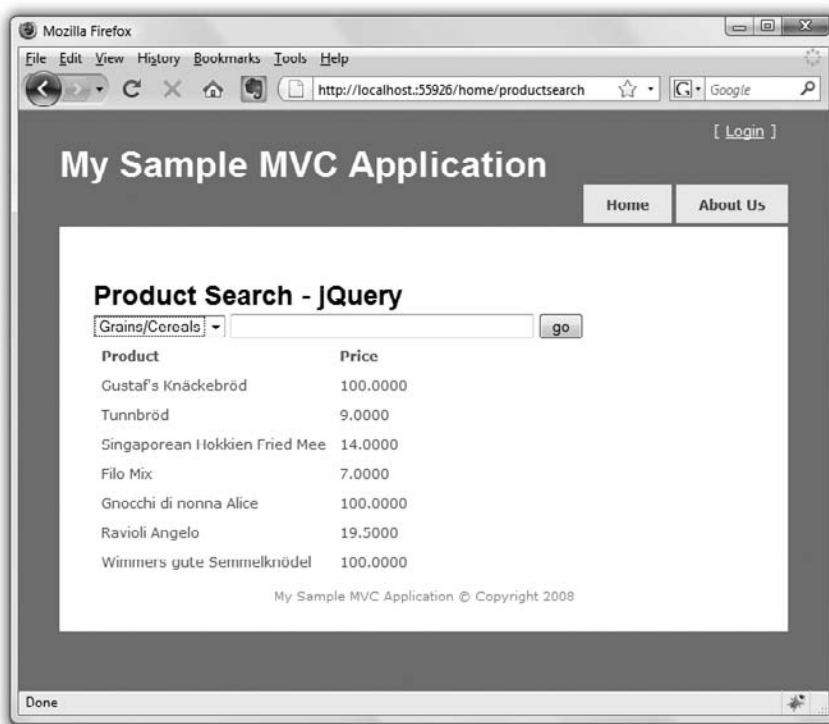 Mozilla Firefox
File Edit View History Bookmarks Tools Help
http://localhost.:55926/home/productsearch
G Google
[ Login ]
My Sample MVC Application
Home About Us
Product Search - jQuery
Grains/Cereals go
Product Price
Gustaf's Knäckebröd 100.0000
Tunnbröd 9.0000
Singaporean Hokkien Fried Mee 14.0000
Filo Mix 7.0000
Gnocchi di nonna Alice 100.0000
Ravioli Angelo 19.5000
Wimmers gute Semmelknödel 100.0000
My Sample MVC Application © Copyright 2008
Done